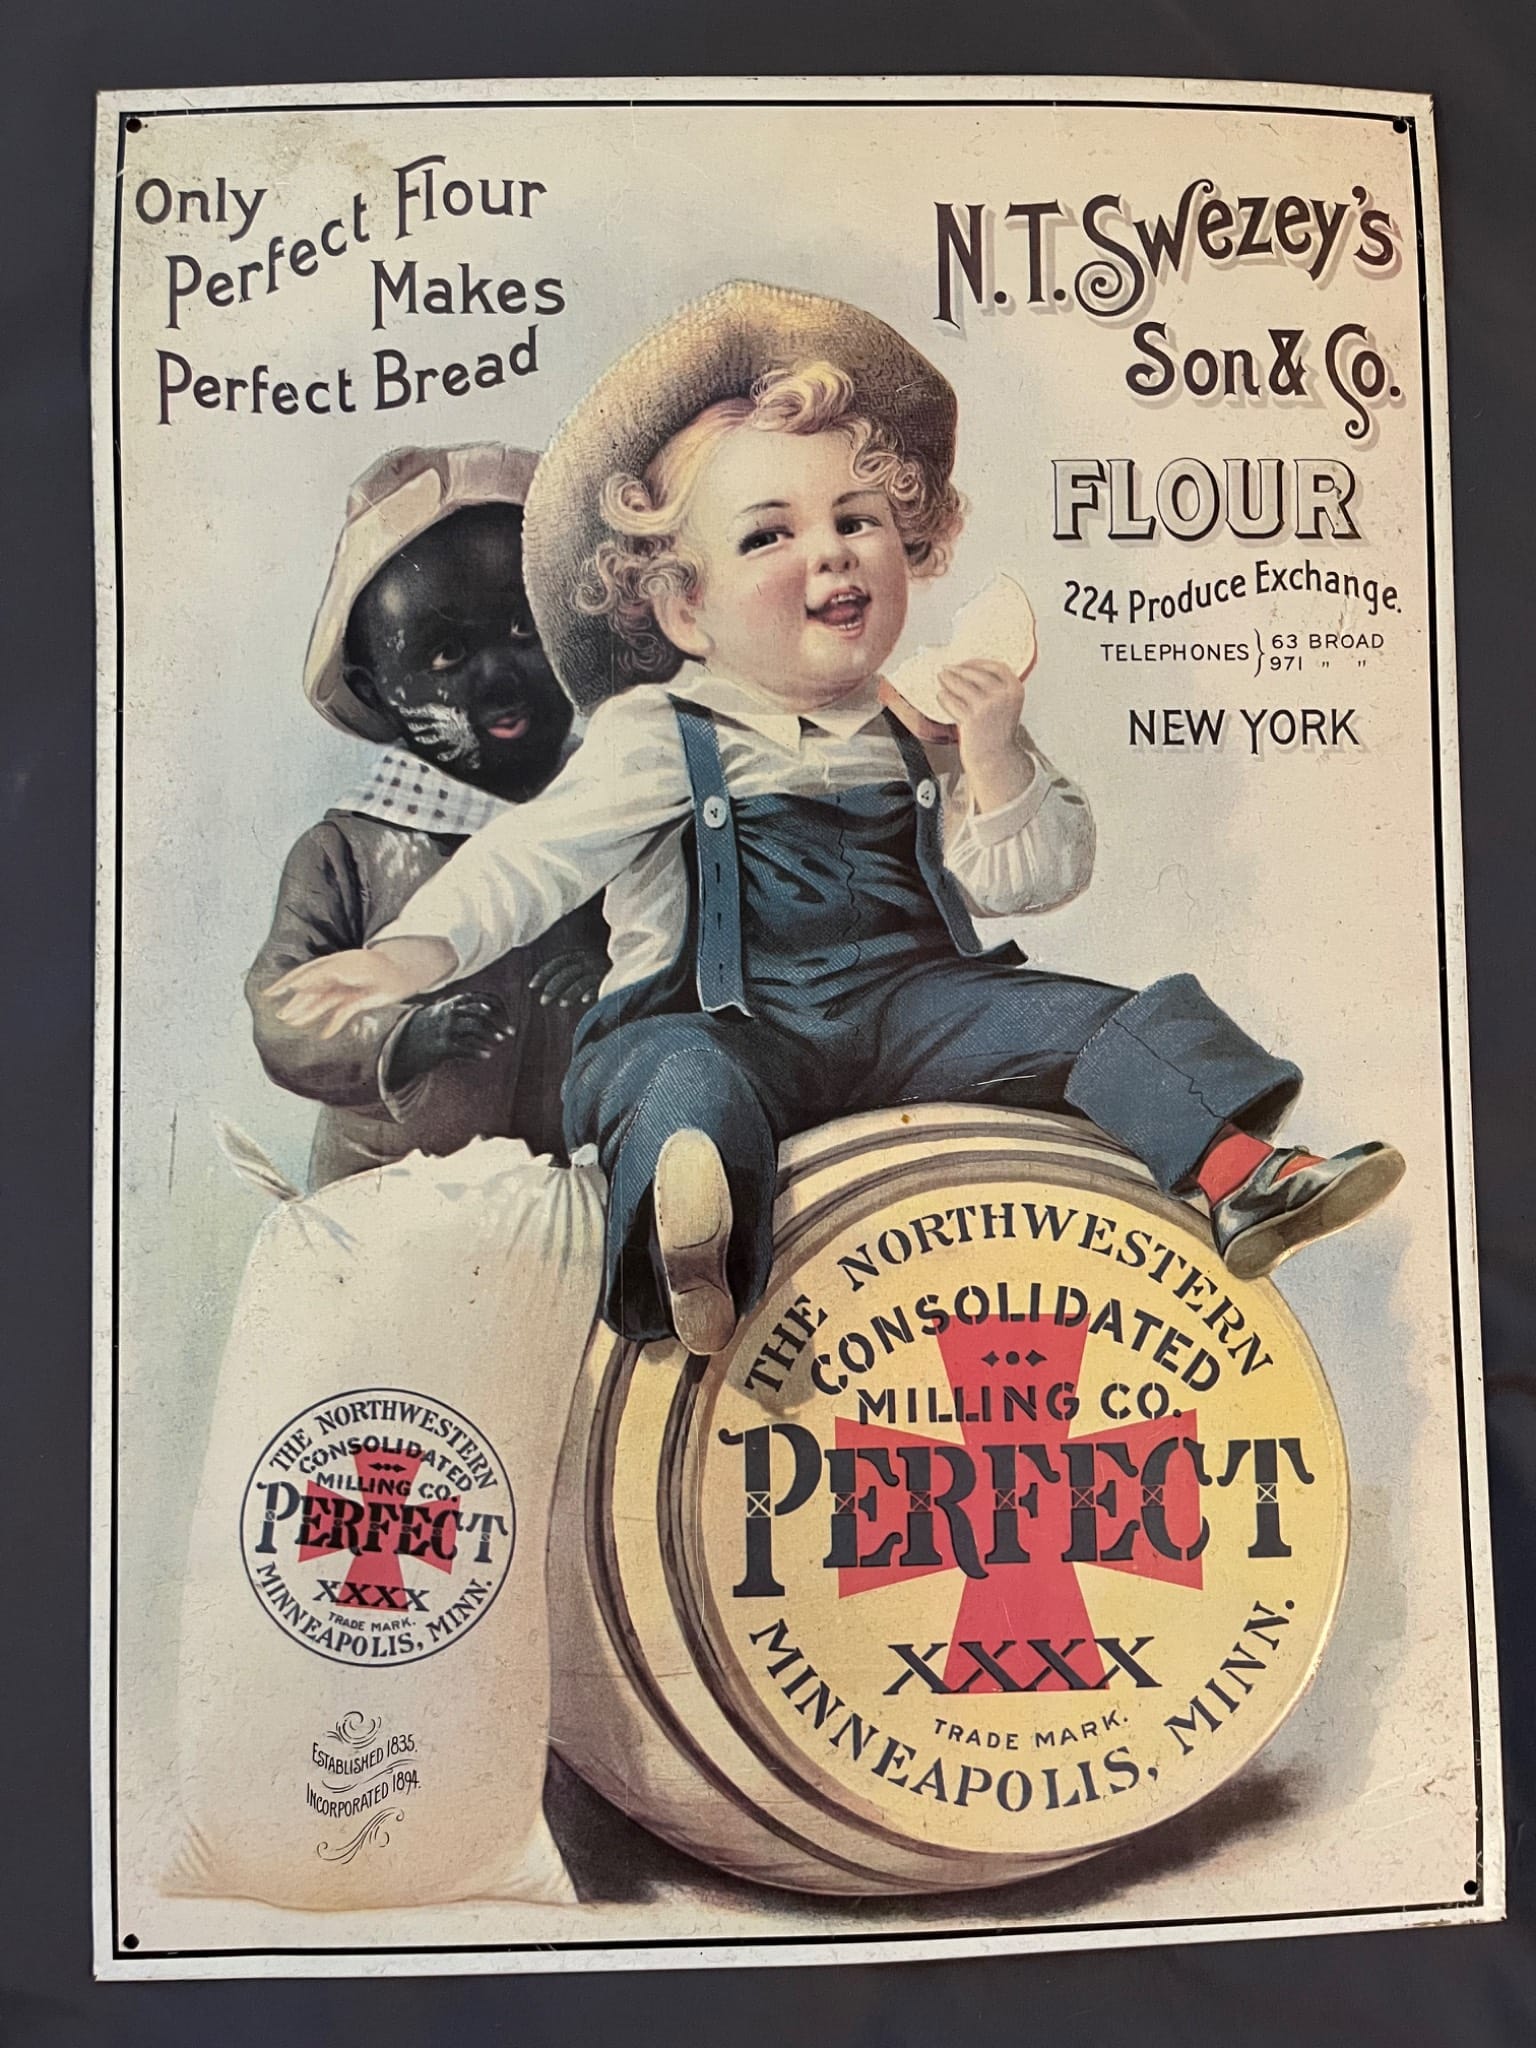 Only
Perfect Flour
Makes
Perfect Bread
N.T. Swezey's
Son & Co.
FLOUR
224 Produce Exchange.
TELEPHONES } 63 BROAD
971 " "
NEW YORK
THE NORTHWESTERN
CONSOLIDATED
MILLING CO.
PERFECT
XXXX
TRADE MARK.
MINNEAPOLIS, MINN.
ESTABLISHED 1835.
INCORPORATED 1894.
THE NORTHWESTERN
CONSOLIDATED
MILLING CO.
PERFECT
XXXX
TRADE MARK.
MINNEAPOLIS, MINN.